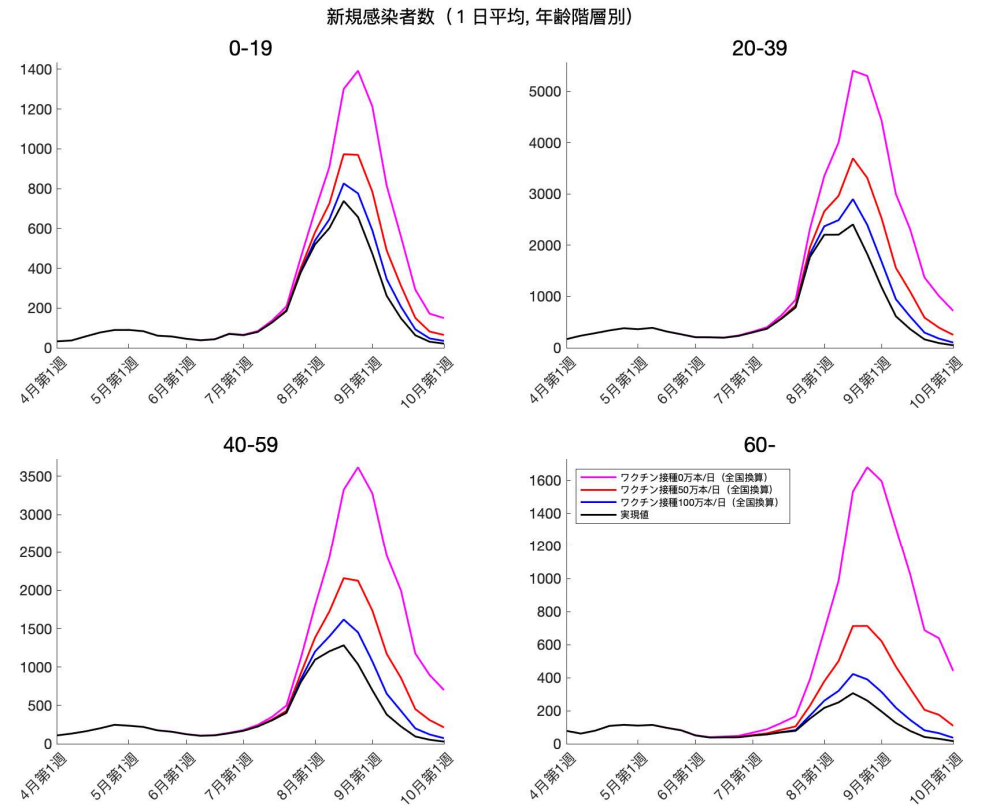 新規感染者数（1日平均, 年齢階層別）
0-19
1400
1200
1000
800
600
400
200
0
4月第1週
5月第1週
6月第1週
7月第1週
8月第1週
9月第1週
10月第1週
20-39
5000
4000
3000
2000
1000
0
4月第1週
5月第1週
6月第1週
7月第1週
8月第1週
9月第1週
10月第1週
40-59
3500
3000
2500
2000
1500
1000
500
0
4月第1週
5月第1週
6月第1週
7月第1週
8月第1週
9月第1週
10月第1週
60-
ワクチン接種0万本/日（全国換算）
ワクチン接種50万本/日（全国換算）
ワクチン接種100万本/日（全国換算）
実現値
1600
1400
1200
1000
800
600
400
200
0
4月第1週
5月第1週
6月第1週
7月第1週
8月第1週
9月第1週
10月第1週